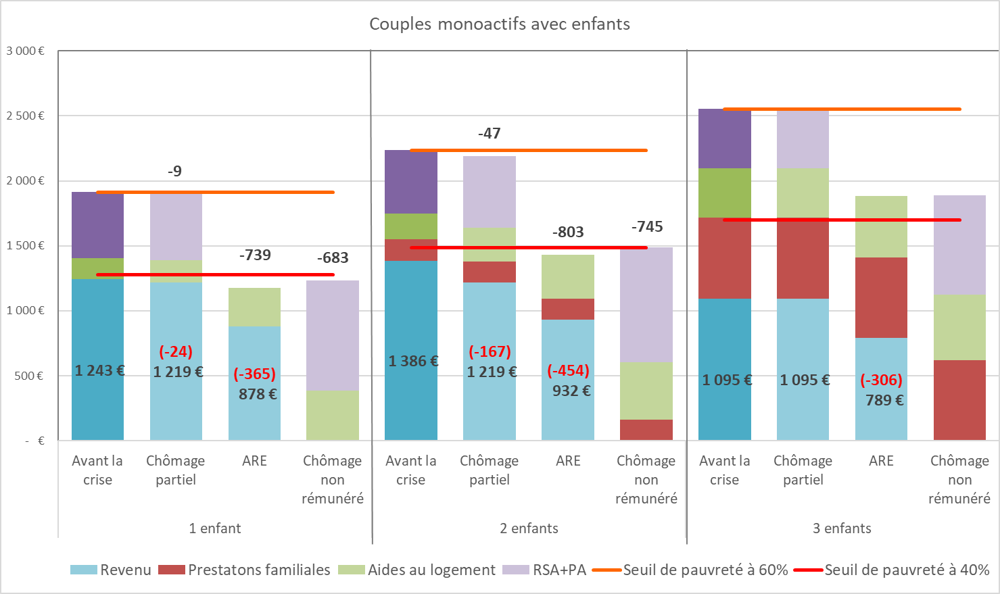 Couples monoactifs avec enfants
3 000 €
2 500 €
2 000 €
1 500 €
1 000 €
500 €
- €
-9
-739
-683
-47
-803
-745
1 243 €
(-24)
1 219 €
(-365)
878 €
1 386 €
(-167)
1 219 €
(-454)
932 €
1 095 €
1 095 €
(-306)
789 €
Avant la
crise
Chômage
partiel
ARE
Chômage
non
rémunéré
Avant la
crise
Chômage
partiel
ARE
Chômage
non
rémunéré
Avant la
crise
Chômage
partiel
ARE
Chômage
non
rémunéré
1 enfant
2 enfants
3 enfants
Revenu
Prestatons familiales
Aides au logement
RSA+PA
Seuil de pauvreté à 60%
Seuil de pauvreté à 40%